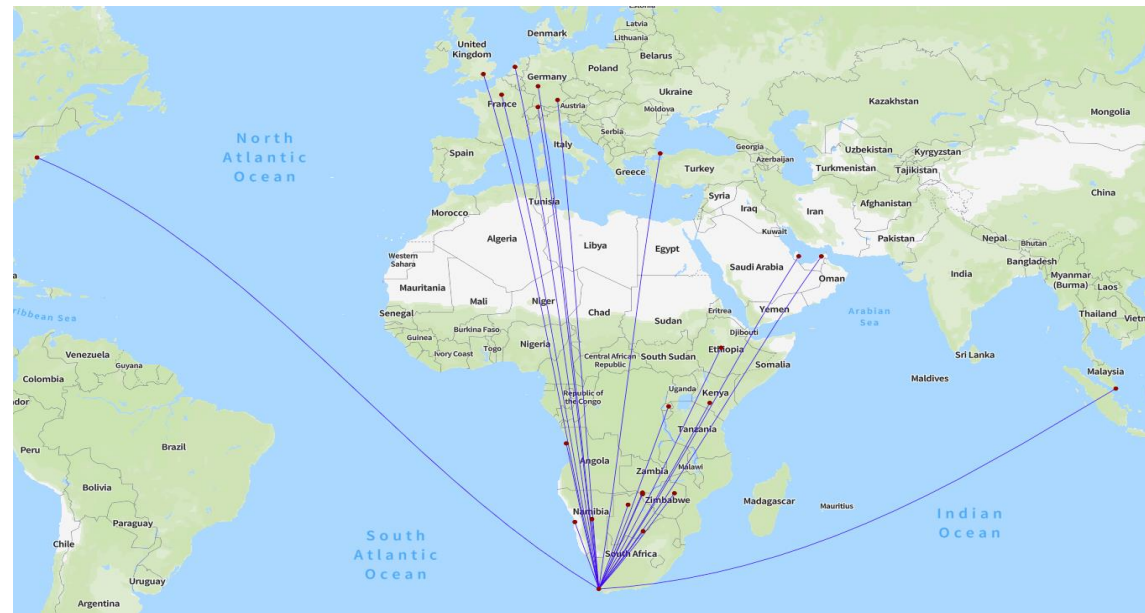 Estonia
Latvia
Lithuania
Denmark
United
Kingdom
Belarus
Poland
Germany
Ukraine
Kazakhstan
France
Austria
Moldova
Mongolia
North
Atlantic
Ocean
Serbia
Italy
Georgia
Uzbekistan
Kyrgyzstan
Spain
Azerbaijan
Greece
Turkey
Turkmenistan
Tajikistan
China
Tunisia
Syria
Afghanistan
Morocco
Iraq
Iran
Algeria
Libya
Egypt
Kuwait
Pakistan
Nepal
Bhutan
Western
Sahara
Saudi Arabia
Bangladesh
India
Oman
Myanmar
(Burma)
Laos
Mauritania
Mali
Niger
Chad
Sudan
Eritrea
Yemen
Arabian
Sea
Thailand
Vietn
ribbean Sea
Senegal
Burkina Faso
Guinea
Djibouti
Ivory Coast
Togo
Nigeria
Central African
Republic
South Sudan
Ethiopia
Somalia
Sri Lanka
Venezuela
Guyana
Colombia
Maldives
Malaysia
Uganda
Kenya
Republic of
the Congo
dor
Tanzania
Peru
Brazil
Angola
Zambia
Malawi
Bolivia
Zimbabwe
Madagascar
Mauritius
Namibia
Indian
Ocean
Paraguay
Chile
South
Atlantic
Ocean
South Africa
Uruguay
Argentina